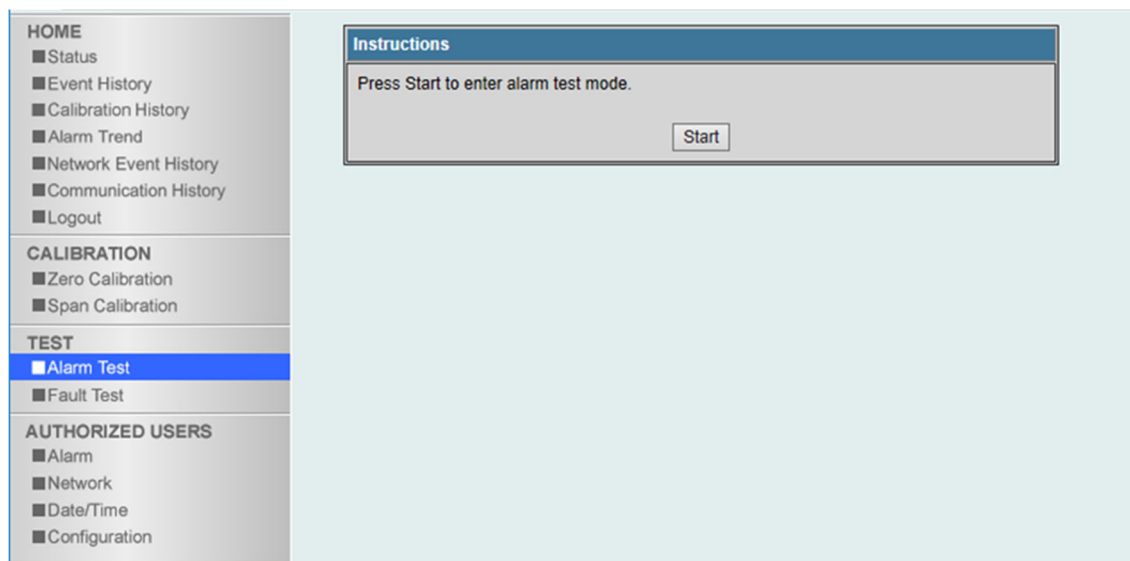 HOME
Status
Event History
Calibration History
Alarm Trend
Network Event History
Communication History
Logout
CALIBRATION
Zero Calibration
Span Calibration
TEST
Alarm Test
Fault Test
AUTHORIZED USERS
Alarm
Network
Date/Time
Configuration
Instructions
Press Start to enter alarm test mode.
Start